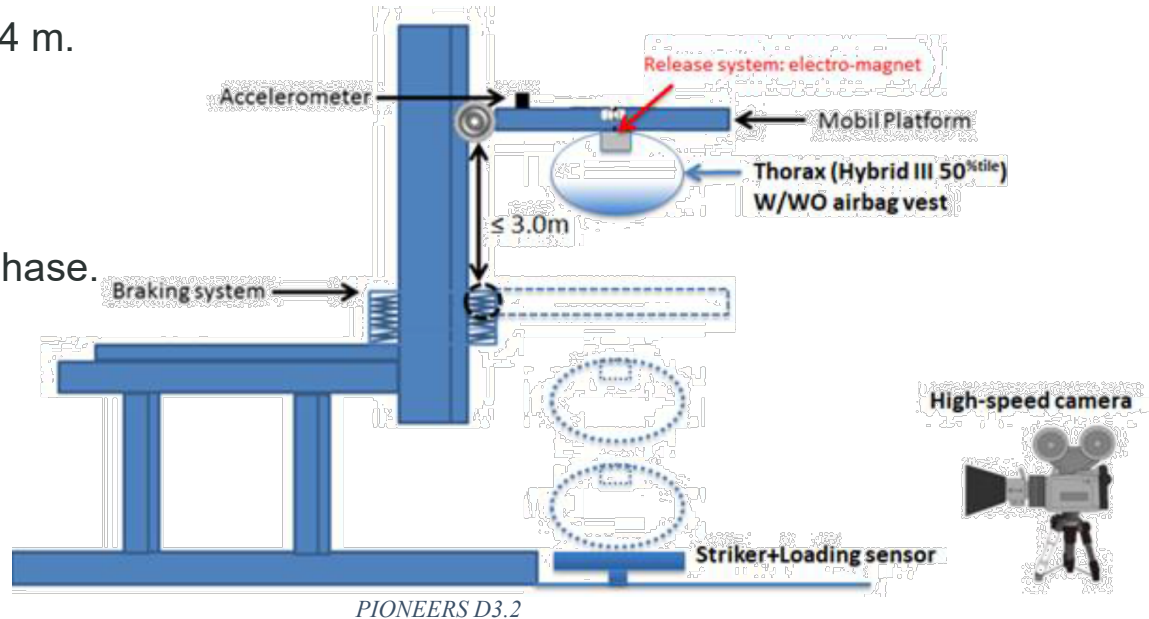 4 m.
Release system: electro-magnet
Accelerometer
Mobil Platform
Thorax (Hybrid III 50%tile)
W/WO airbag vest
≤ 3.0m
hase.
Braking system
High-speed camera
Striker+Loading sensor
PIONEERS D3.2